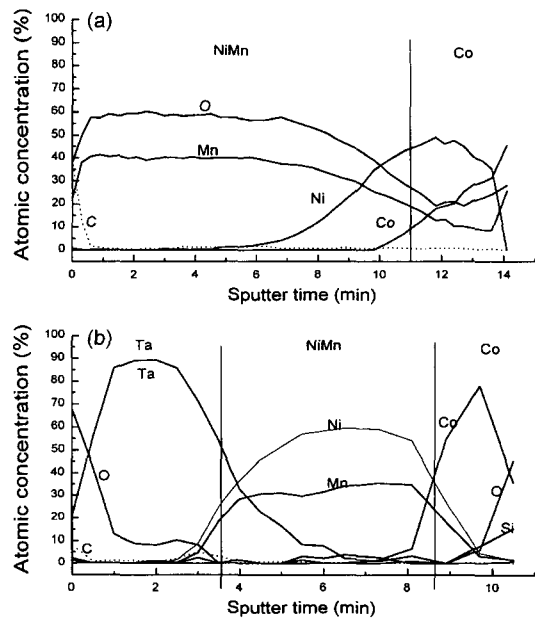 (a)
NiMn
Co
Atomic concentration (%)
100
90
80
70
60
50
40
30
20
10
0
O
Mn
Ni
Co
C
0 2 4 6 8 10 12 14
Sputter time (min)
(b)
Ta
NiMn
Co
Atomic concentration (%)
100
90
80
70
60
50
40
30
20
10
0
Ta
Ni
Co
O
Mn
O
C
Si
0 2 4 6 8 10
Sputter time (min)